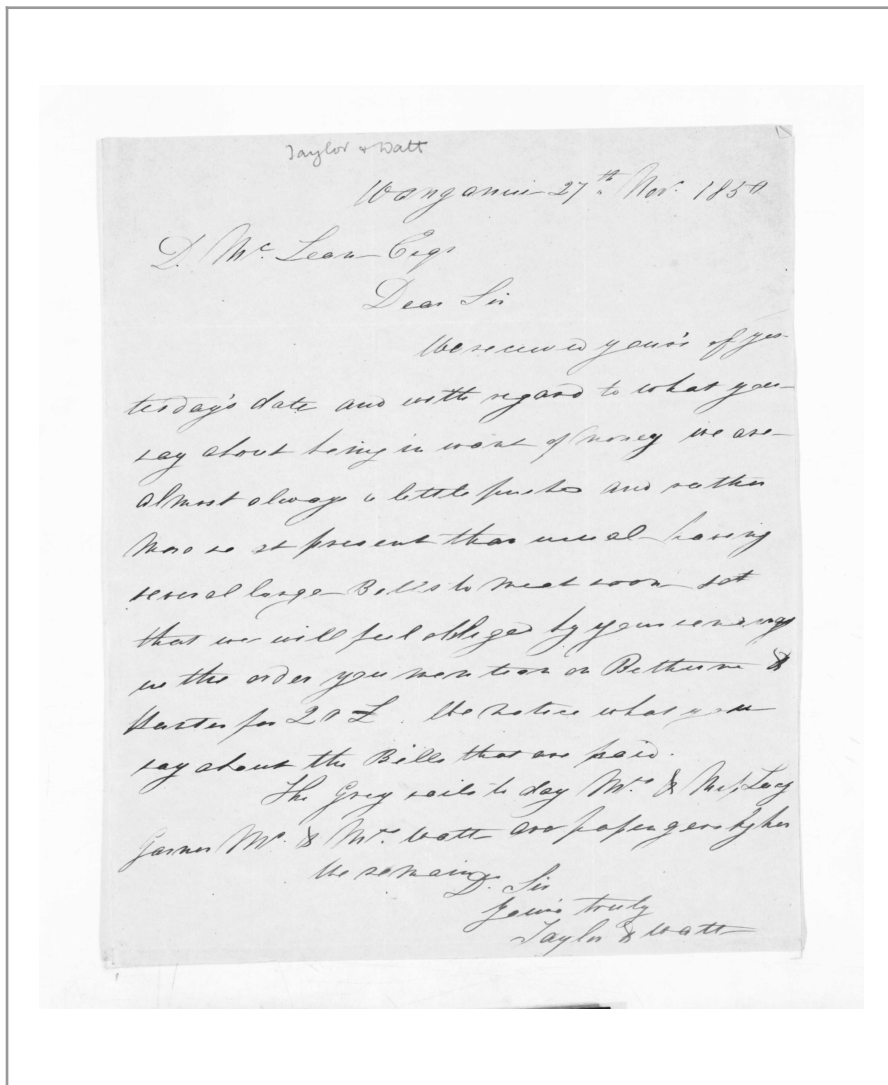 Taylor & Watt
Wanganui 27th Nov. 1850
D. Mc. Lean Esqr
Dear Sir
We received your's of yes-
terday's date and with regard to what you
say about being in want of money we are
almost always a little pushed and rather
more so at present than usual having
several large Bills to meet soon so
that we will feel obliged by your sending
us the order you mention on Bethune &
Hunter for 20 £. We notice what you
say about the Bills that are paid.
The Grey sails to day Mrs. & Miss Lucy
Mr. & Mrs. Watt are passengers by her
We remain
D. Sir
Yours truly
Taylor & Watt